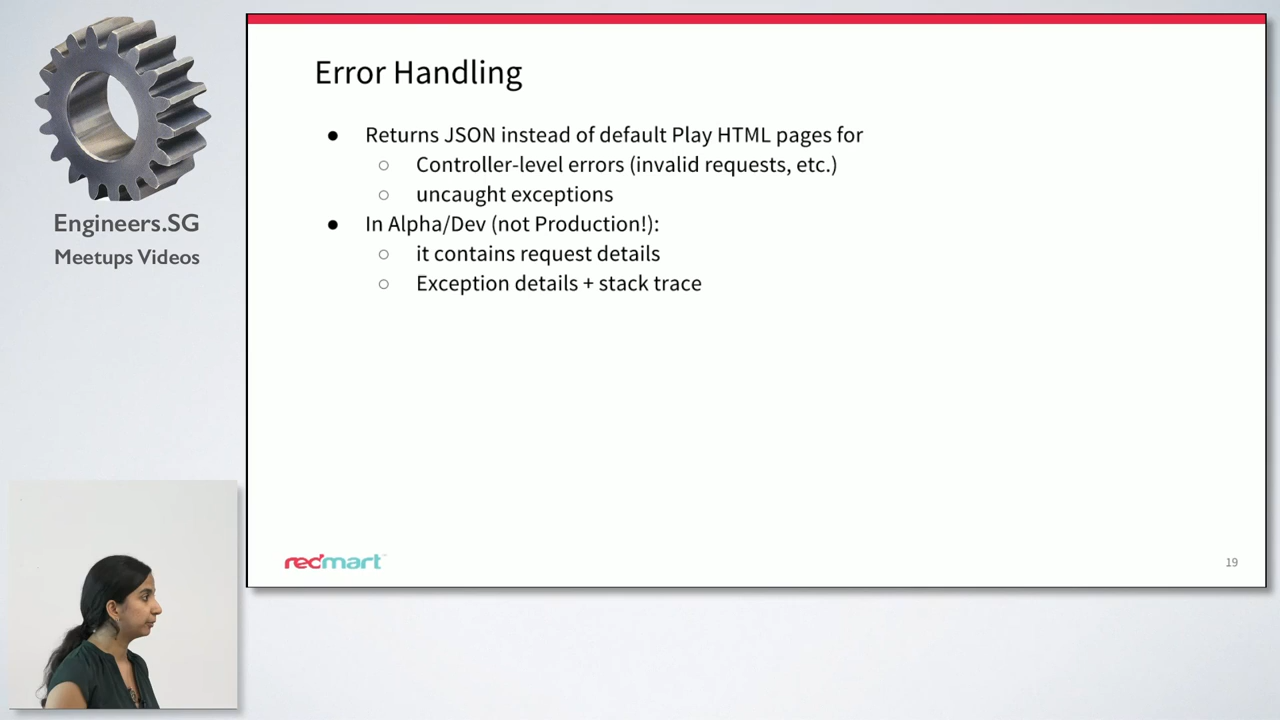 Engineers.SG
Meetups Videos
Error Handling
● Returns JSON instead of default Play HTML pages for
○ Controller-level errors (invalid requests, etc.)
○ uncaught exceptions
● In Alpha/Dev (not Production!):
○ it contains request details
○ Exception details + stack trace
redmart
19